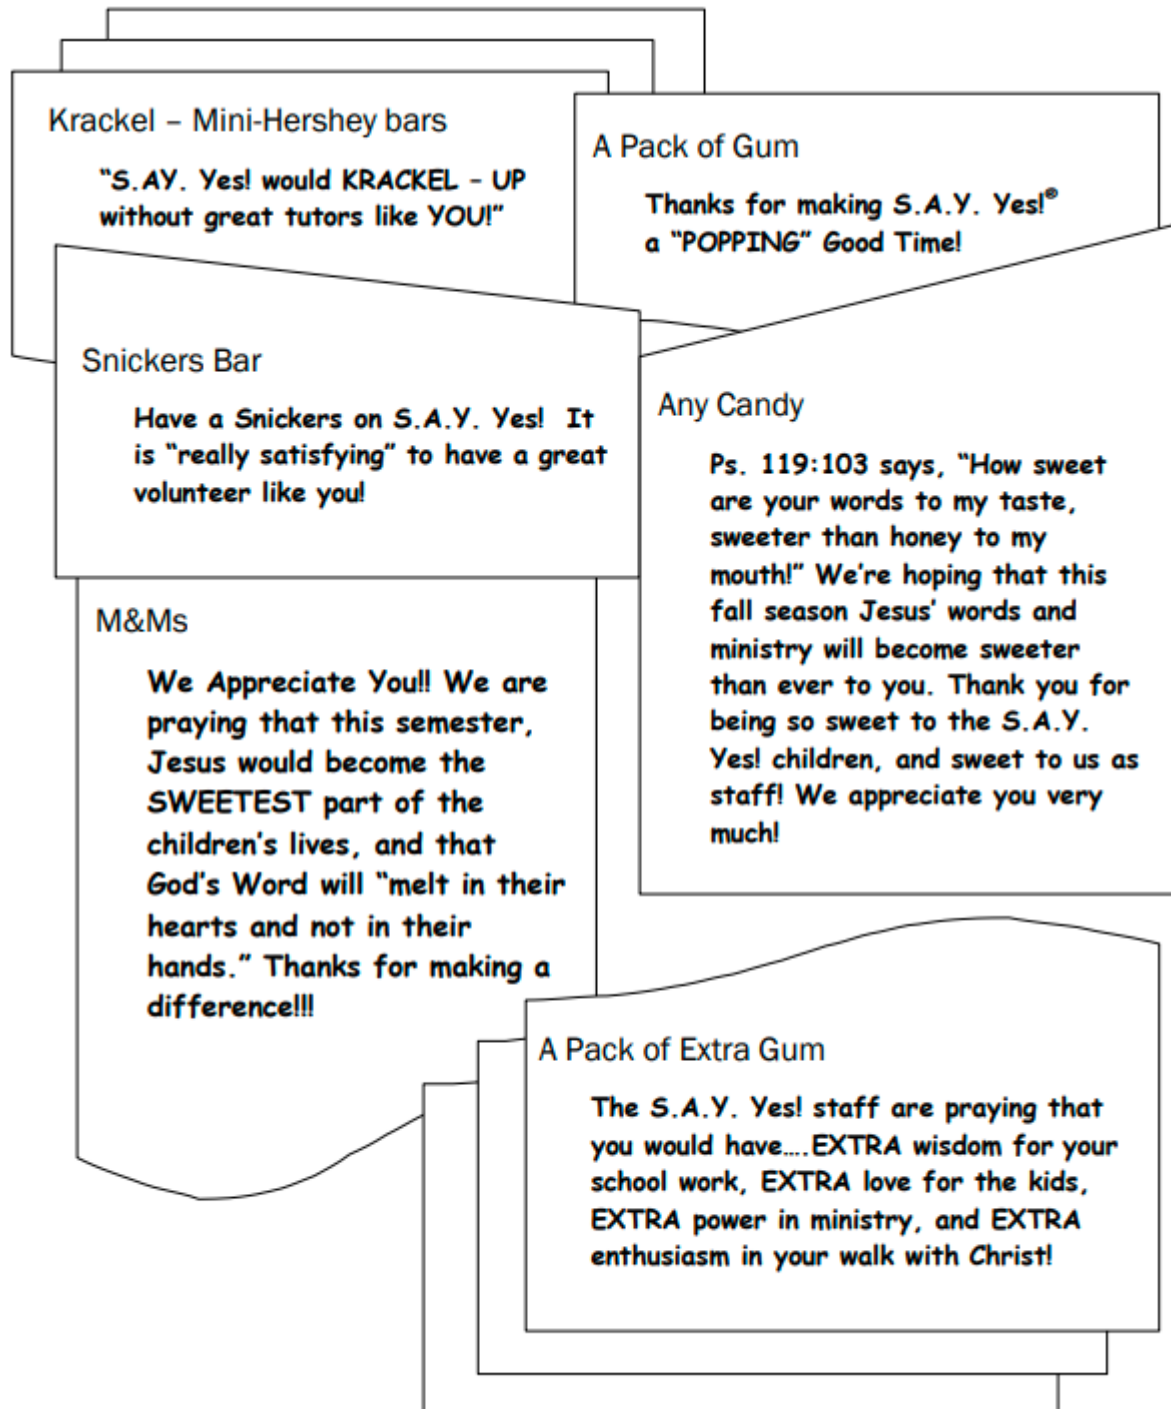 Krackel – Mini-Hershey bars
“S.AY. Yes! would KRACKEL – UP
without great tutors like YOU!”
A Pack of Gum
Thanks for making S.A.Y. Yes!®
a “POPPING” Good Time!
Snickers Bar
Have a Snickers on S.A.Y. Yes!  It
is “really satisfying” to have a great
volunteer like you!
Any Candy
Ps. 119:103 says, “How sweet
are your words to my taste,
sweeter than honey to my
mouth!” We’re hoping that this
fall season Jesus’ words and
ministry will become sweeter
than ever to you. Thank you for
being so sweet to the S.A.Y.
Yes! children, and sweet to us as
staff! We appreciate you very
much!
M&Ms
We Appreciate You!! We are
praying that this semester,
Jesus would become the
SWEETEST part of the
children’s lives, and that
God’s Word will “melt in their
hearts and not in their
hands.” Thanks for making a
difference!!!
A Pack of Extra Gum
The S.A.Y. Yes! staff are praying that
you would have….EXTRA wisdom for your
school work, EXTRA love for the kids,
EXTRA power in ministry, and EXTRA
enthusiasm in your walk with Christ!